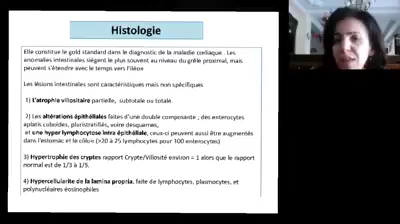 Histologie
Elle constitue le gold standard dans le diagnostic de la maladie cœliaque . Les
anomalies intestinales siègent le plus souvent au niveau du grêle proximal, mais
peuvent s'étendre avec le temps vers l'iléon
Les lésions intestinales sont caractéristiques mais non spécifiques
1) L'atrophie villositaire partielle, subtotale ou totale.
2) Les altérations épithéliales faites d'une double composante ; des enterocytes
aplatis cuboïdes, pluristratifiés, voire desquamés,
et une hyper lymphocytose intra épithéliale, ceux-ci peuvent aussi être augmentés
dans l'estomac et le côlon (>20 à 25 lymphocytes pour 100 enterocytes)
3) Hypertrophie des cryptes rapport Crypte/Villosité environ = 1 alors que le rapport
normal est de 1/3 à 1/5.
4) Hypercellularité de la lamina propria, faite de lymphocytes, plasmocytes, et
polynucléaires éosinophiles